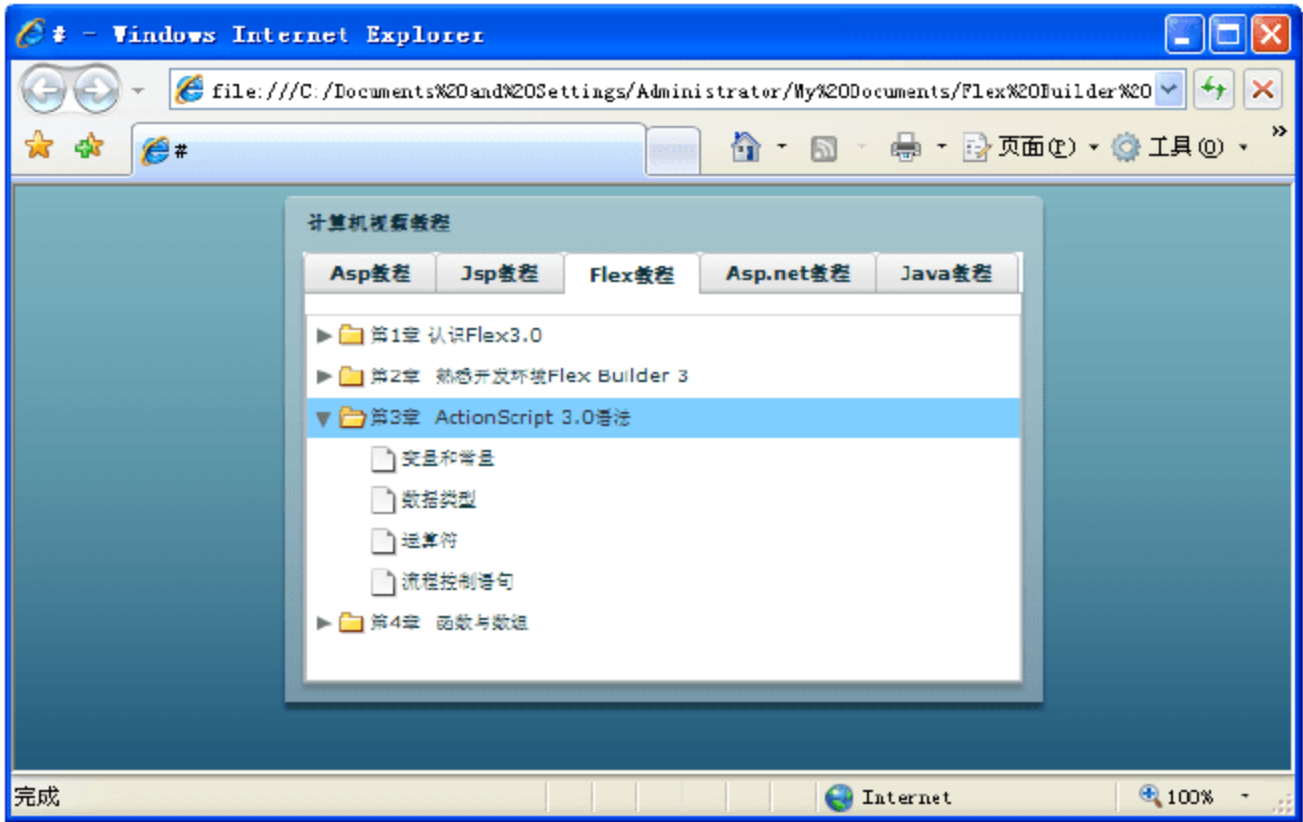 # - Windows Internet Explorer
file:///C:/Documents%20and%20Settings/Administrator/My%20Documents/Flex%20Builder%20
# 页面(P) 工具(O) »
计算机视频教程
Asp教程 Jsp教程 Flex教程 Asp.net教程 Java教程
第1章 认识Flex3.0
第2章 熟悉开发环境Flex Builder 3
第3章 ActionScript 3.0语法
变量和常量
数据类型
运算符
流程控制语句
第4章 函数与数组
完成 Internet 100%